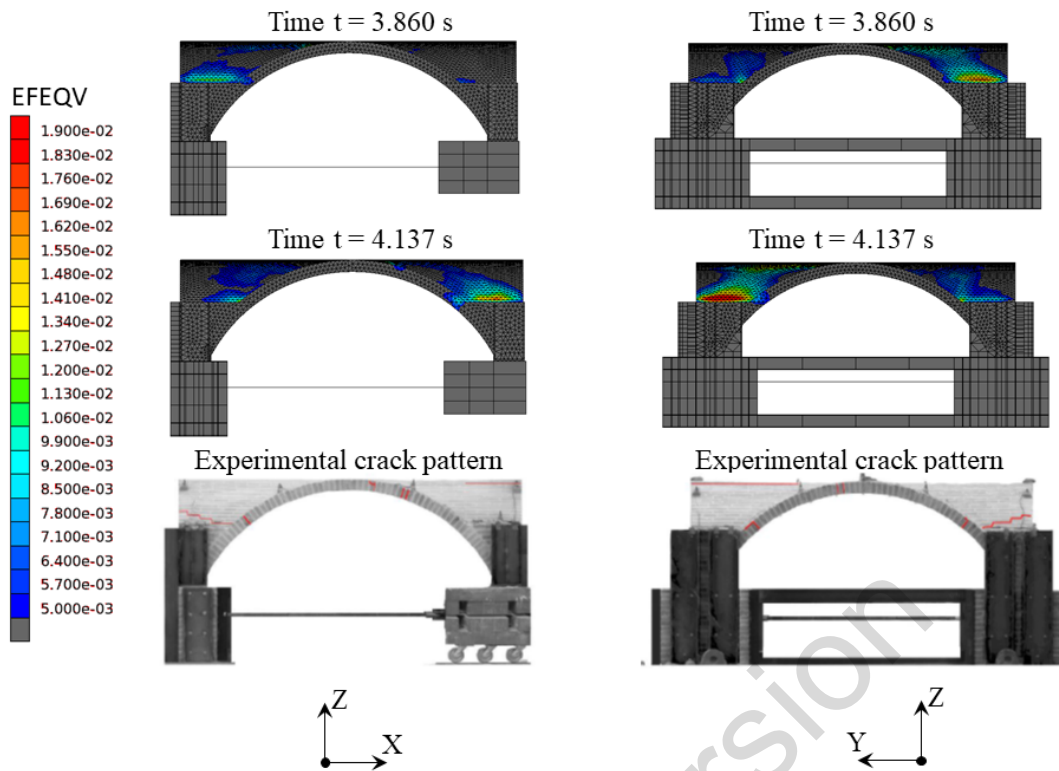 Time t = 3.860 s
Time t = 3.860 s
EFEQV
1.900e-02
1.830e-02
1.760e-02
1.690e-02
1.620e-02
1.550e-02
1.480e-02
1.410e-02
1.340e-02
1.270e-02
1.200e-02
1.130e-02
1.060e-02
9.900e-03
9.200e-03
8.500e-03
7.800e-03
7.100e-03
6.400e-03
5.700e-03
5.000e-03
Time t = 4.137 s
Time t = 4.137 s
Experimental crack pattern
Experimental crack pattern
Z
X
Z
Y
rsion